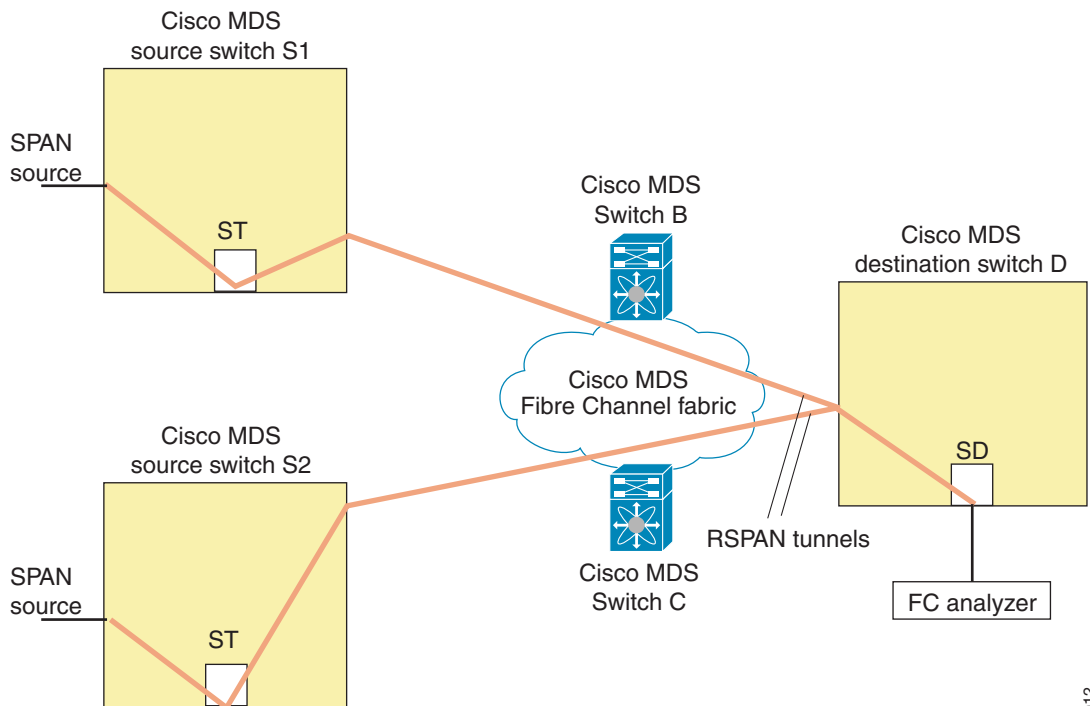 Cisco MDS
source switch S1
SPAN
source
ST
Cisco MDS
Switch B
Cisco MDS
destination switch D
Cisco MDS
Fibre Channel fabric
Cisco MDS
source switch S2
SD
RSPAN tunnels
Cisco MDS
Switch C
FC analyzer
SPAN
source
ST